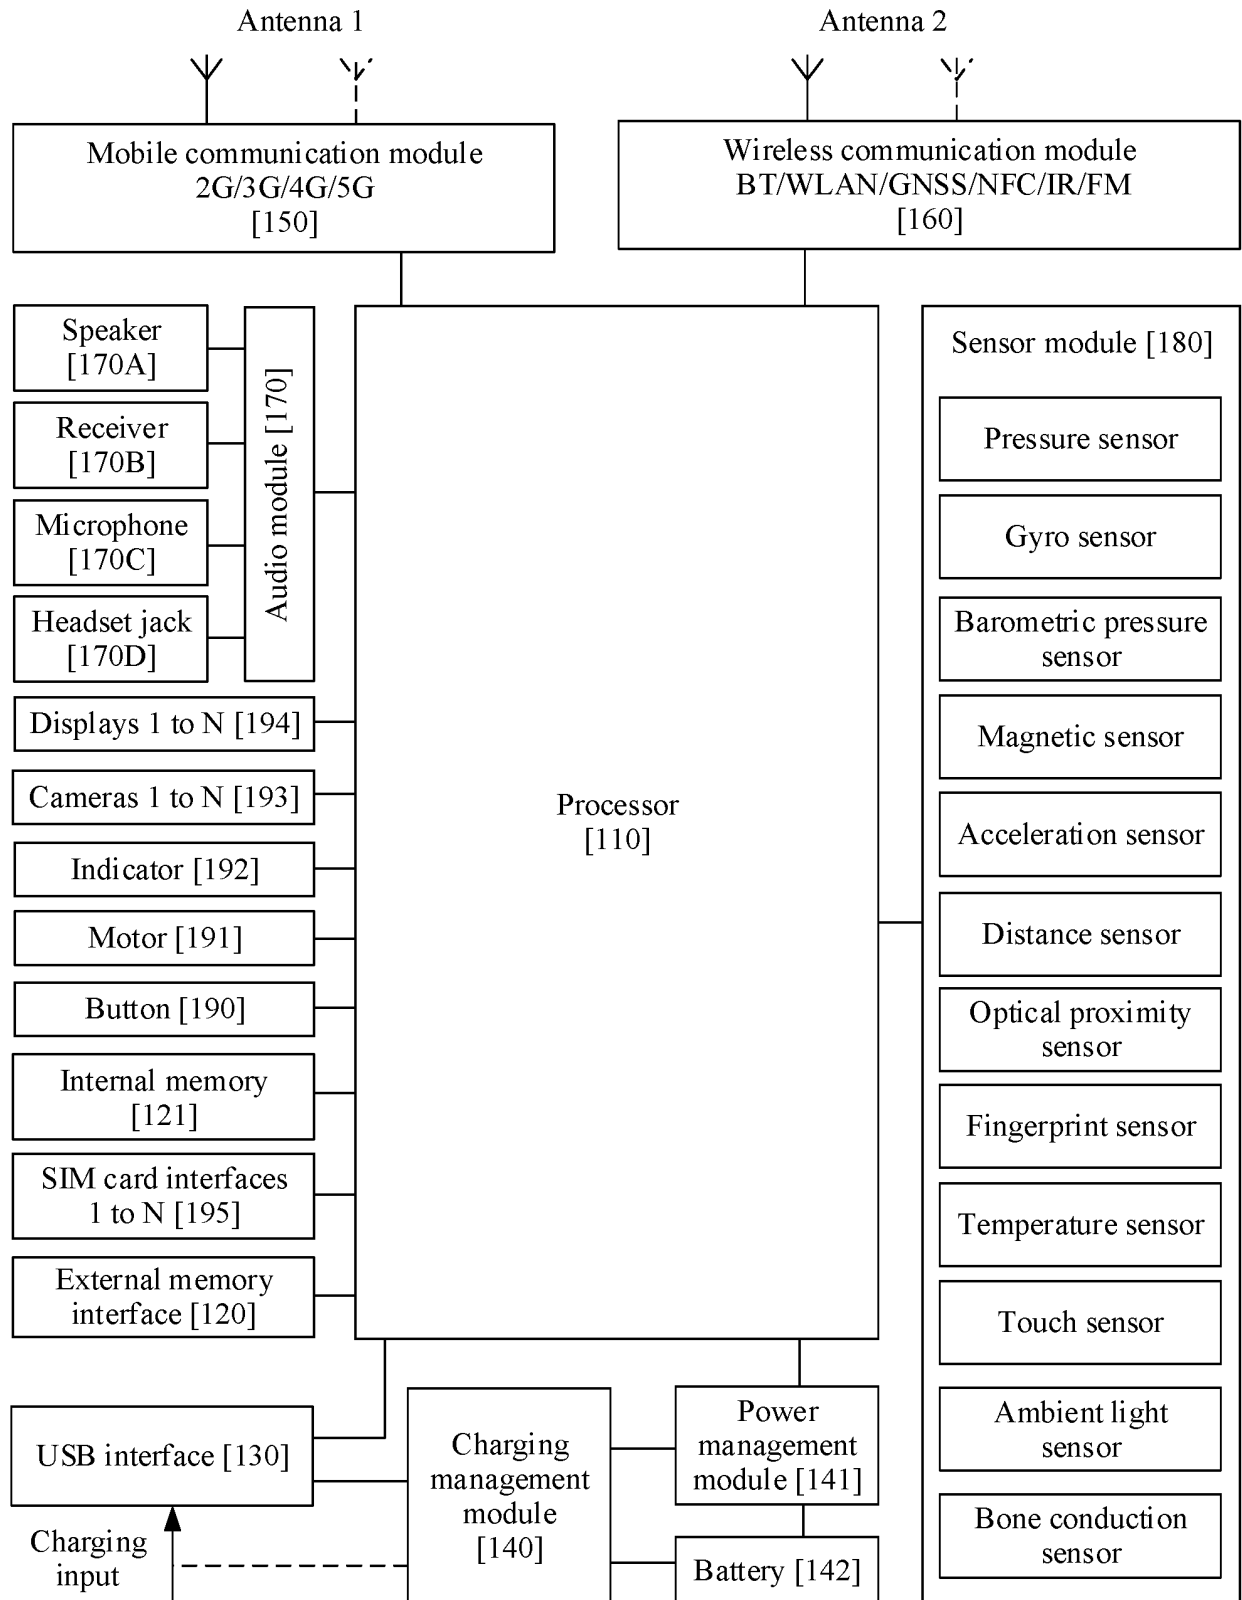 Antenna 1
Antenna 2
Mobile communication module
2G/3G/4G/5G
[150]
Wireless communication module
BT/WLAN/GNSS/NFC/IR/FM
[160]
Speaker
[170A]
Receiver
[170B]
Microphone
[170C]
Headset jack
[170D]
Audio module [170]
Displays 1 to N [194]
Cameras 1 to N [193]
Indicator [192]
Motor [191]
Button [190]
Internal memory
[121]
SIM card interfaces
1 to N [195]
External memory
interface [120]
Processor
[110]
Sensor module [180]
Pressure sensor
Gyro sensor
Barometric pressure
sensor
Magnetic sensor
Acceleration sensor
Distance sensor
Optical proximity
sensor
Fingerprint sensor
Temperature sensor
Touch sensor
Ambient light
sensor
Bone conduction
sensor
USB interface [130]
Charging
input
Charging
management
module
[140]
Power
management
module [141]
Battery [142]